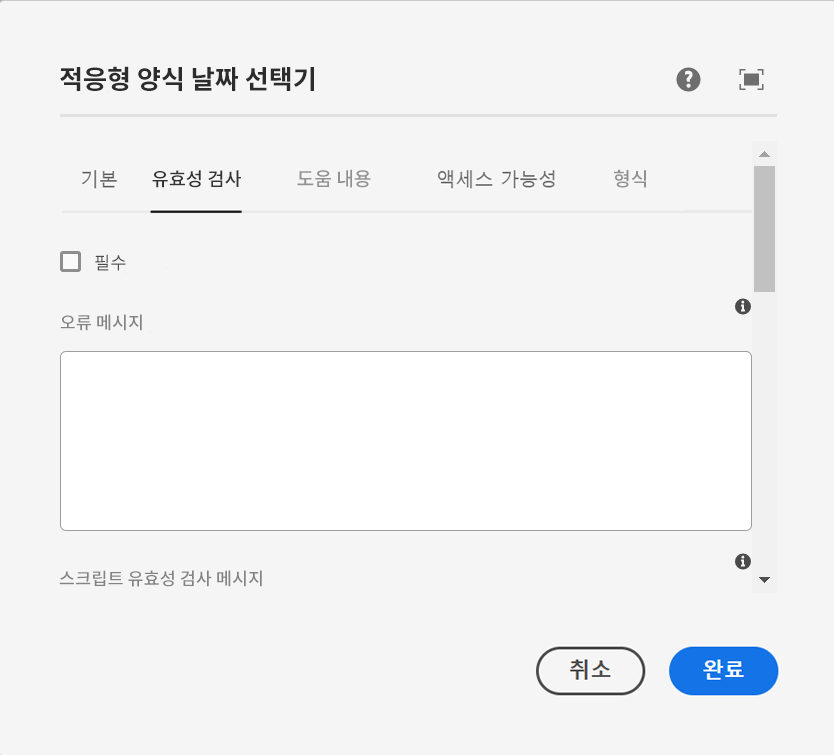 적응형 양식 날짜 선택기
기본 유효성 검사 도움 내용 액세스 가능성 형식
필수
오류 메시지
스크립트 유효성 검사 메시지
취소 완료